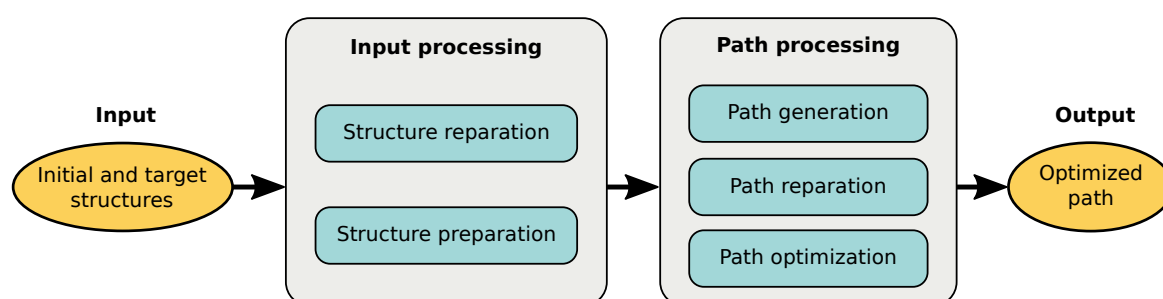 Input
Initial and target
structures
Input processing
Structure reparation
Structure preparation
Path processing
Path generation
Path reparation
Path optimization
Output
Optimized
path